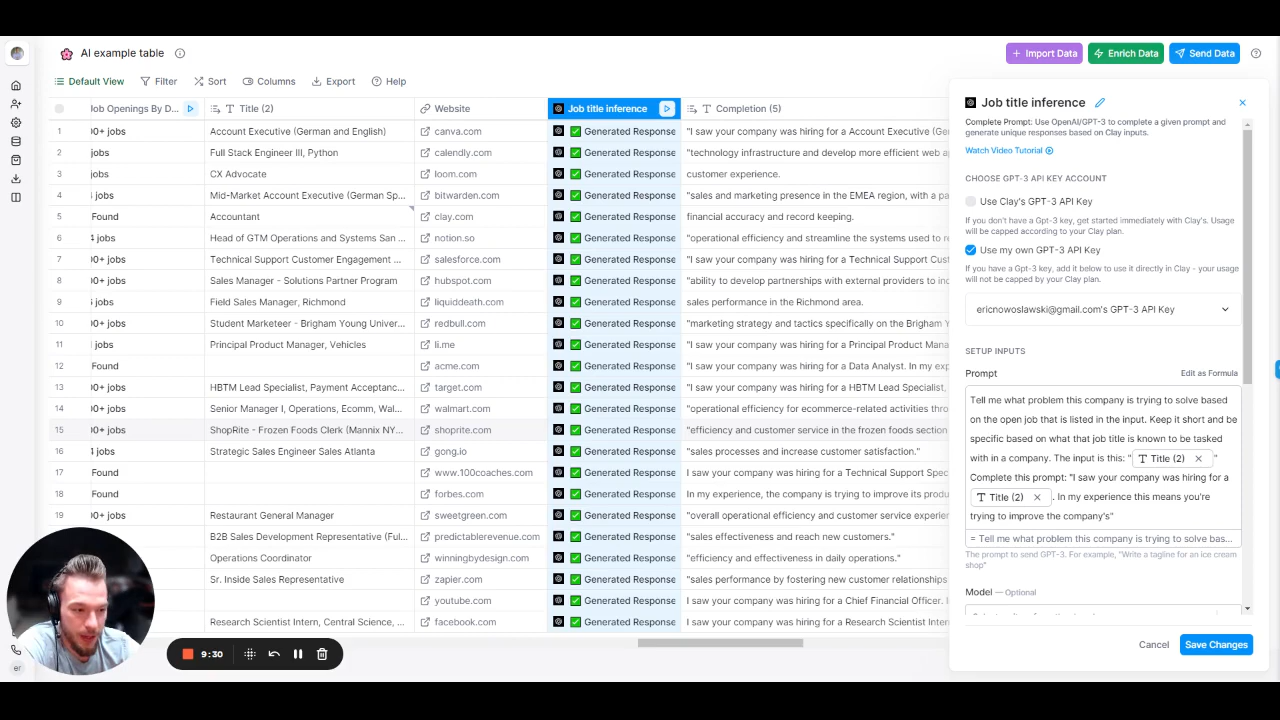 AI example table
Import Data
Enrich Data
Send Data
Default View
Filter
Sort
Columns
Export
Help
Job Openings By D...
Title (2)
Website
Job title inference
Completion (5)
1 0+ jobs Account Executive (German and English) canva.com Generated Response "I saw your company was hiring for a Account Executive (Ge
2 jobs Full Stack Engineer III, Python calendly.com Generated Response "technology infrastructure and develop more efficient web a
3 jobs CX Advocate loom.com Generated Response customer experience.
4 jobs Mid-Market Account Executive (German Sp... bitwarden.com Generated Response "sales and marketing presence in the EMEA region, with a pa
5 Found Accountant clay.com Generated Response financial accuracy and record keeping.
6 jobs Head of GTM Operations and Systems San ... notion.so Generated Response "operational efficiency and streamline the systems used to r
7 0+ jobs Technical Support Customer Engagement ... salesforce.com Generated Response "I saw your company was hiring for a Technical Support Cust
8 0+ jobs Sales Manager - Solutions Partner Program hubspot.com Generated Response "ability to develop partnerships with external providers to inc
9 jobs Field Sales Manager, Richmond liquiddeath.com Generated Response sales performance in the Richmond area.
10 0+ jobs Student Marketeer - Brigham Young Univer... redbull.com Generated Response "marketing strategy and tactics specifically on the Brigham Y
11 jobs Principal Product Manager, Vehicles li.me Generated Response "I saw your company was hiring for a Principal Product Mana
12 Found acme.com Generated Response "I saw your company was hiring for a Data Analyst. In my exp
13 0+ jobs HBTM Lead Specialist, Payment Acceptanc... target.com Generated Response "I saw your company was hiring for a HBTM Lead Specialist,
14 0+ jobs Senior Manager I, Operations, Ecomm, Wal... walmart.com Generated Response "operational efficiency for ecommerce-related activities thro
15 0+ jobs ShopRite - Frozen Foods Clerk (Mannix NY... shoprite.com Generated Response "efficiency and customer service in the frozen foods section
16 jobs Strategic Sales Engineer Sales Atlanta gong.io Generated Response "sales processes and increase customer satisfaction."
17 Found www.100coaches.com Generated Response I saw your company was hiring for a Technical Support Spec
18 Found forbes.com Generated Response In my experience, the company is trying to improve its produ
19 0+ jobs Restaurant General Manager sweetgreen.com Generated Response "overall operational efficiency and customer service experien
B2B Sales Development Representative (Ful... predictablerevenue.com Generated Response "sales effectiveness and reach new customers."
Operations Coordinator winningbydesign.com Generated Response "efficiency and effectiveness in daily operations."
Sr. Inside Sales Representative zapier.com Generated Response "sales performance by fostering new customer relationships
youtube.com Generated Response I saw your company was hiring for a Chief Financial Officer. I
Research Scientist Intern, Central Science, ... facebook.com Generated Response I saw your company was hiring for a Research Scientist Inten
9:30
er
Job title inference
Complete Prompt: Use OpenAI/GPT-3 to complete a given prompt and
generate unique responses based on Clay inputs.
Watch Video Tutorial
CHOOSE GPT-3 API KEY ACCOUNT
Use Clay's GPT-3 API Key
If you don't have a Gpt-3 key, get started immediately with Clay's. Usage
will be capped according to your Clay plan.
Use my own GPT-3 API Key
If you have a Gpt-3 key, add it below to use it directly in Clay - your usage
will not be capped by your Clay plan.
ericnowoslawski@gmail.com's GPT-3 API Key
SETUP INPUTS
Prompt Edit as Formula
Tell me what problem this company is trying to solve based
on the open job that is listed in the input. Keep it short and be
specific based on what that job title is known to be tasked
with in a company. The input is this: " Title (2) "
Complete this prompt: "I saw your company was hiring for a
Title (2) . In my experience this means you're
trying to improve the company's"
= Tell me what problem this company is trying to solve bas...
The prompt to send GPT-3. For example, "Write a tagline for an ice cream
shop"
Model — Optional
Cancel
Save Changes